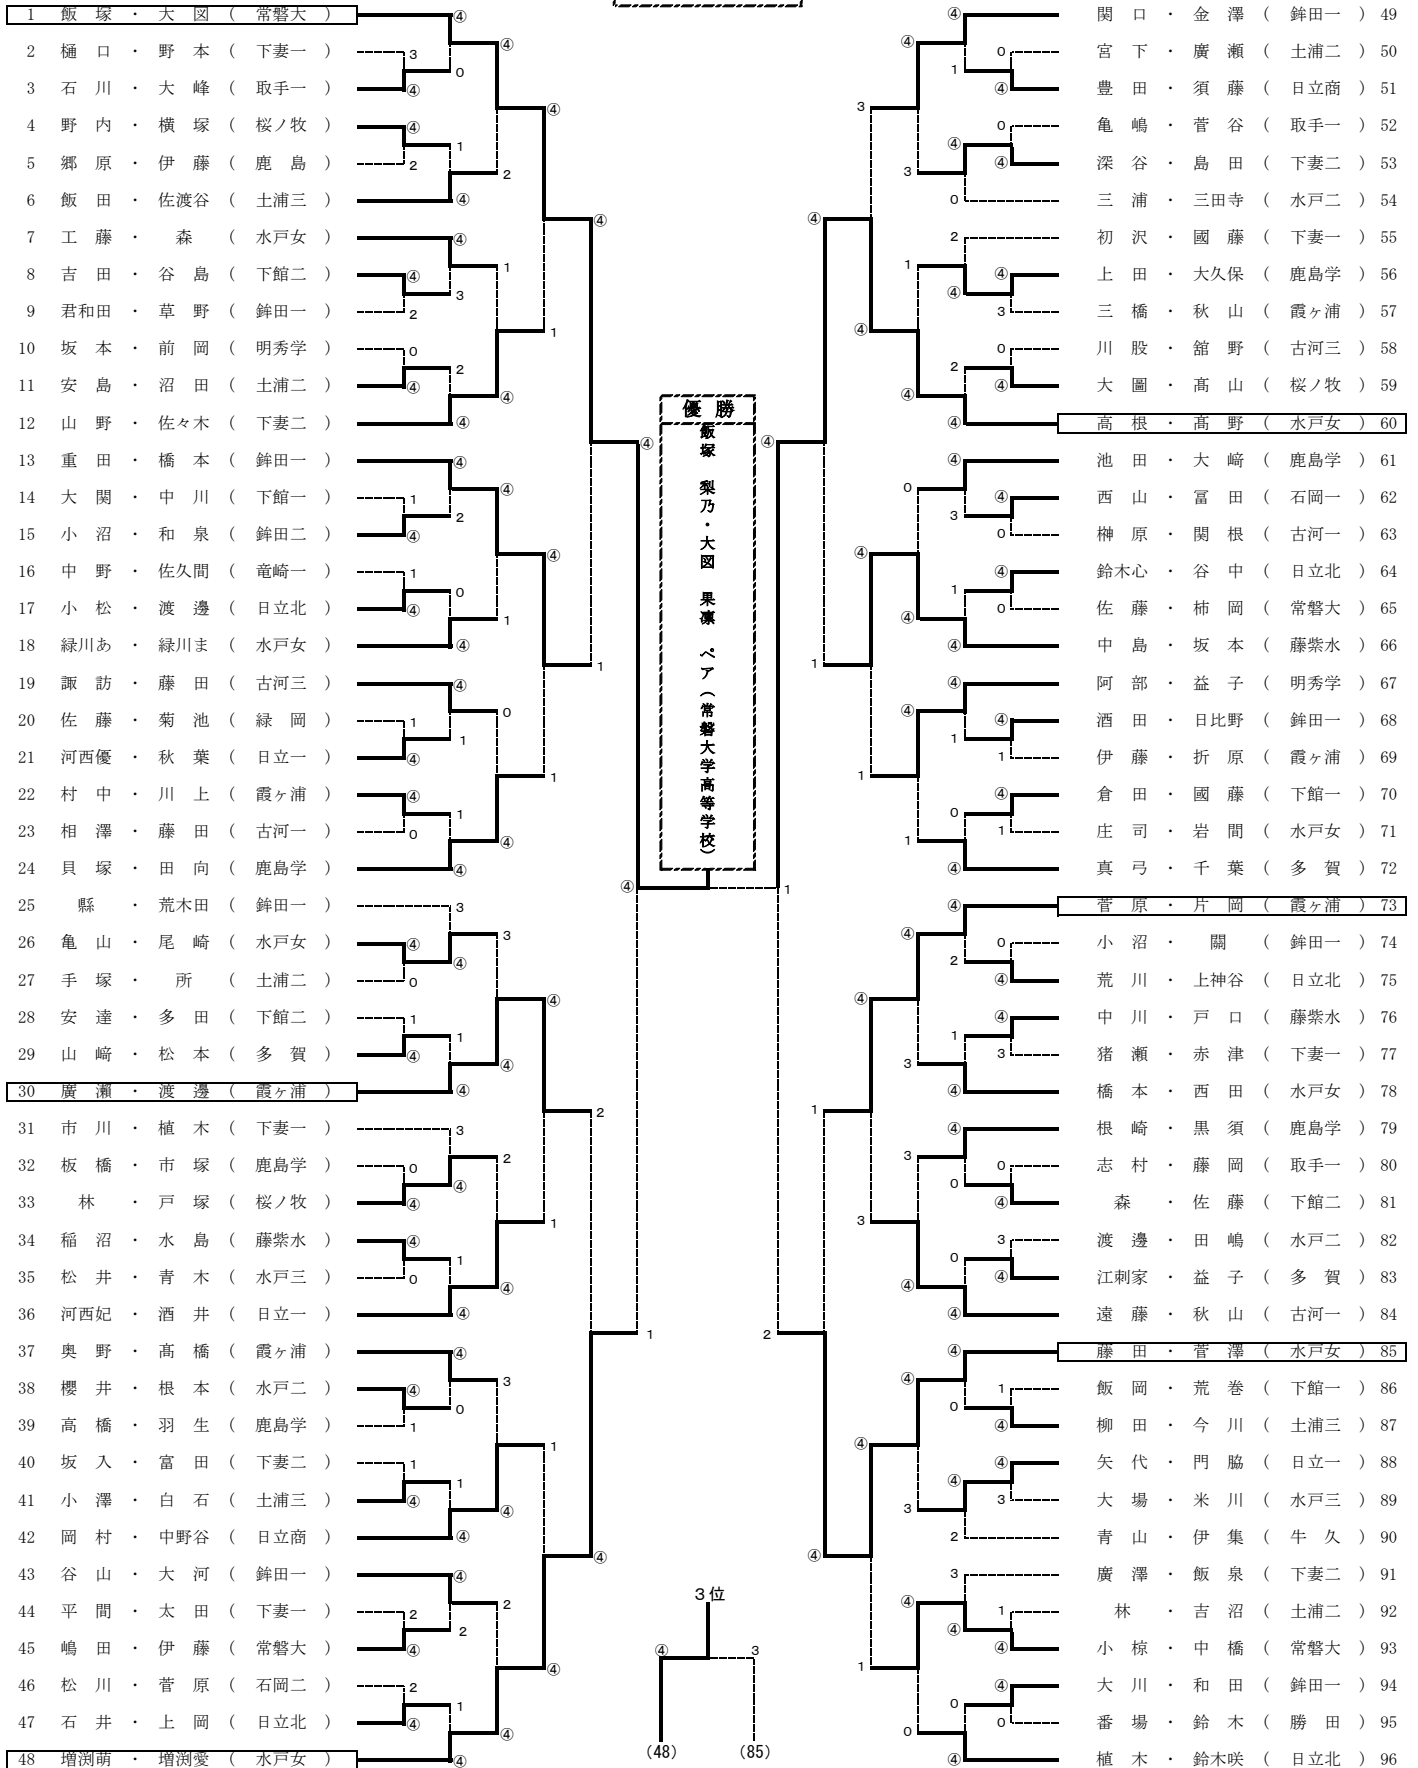 1 飯塚・大図（常磐大）
2 樋口・野本（下妻一）
3 石川・大峰（取手一）
4 野内・横塚（桜ノ牧）
5 郷原・伊藤（鹿島）
6 飯田・佐渡谷（土浦三）
7 工藤・森（水戸女）
8 吉田・谷島（下館二）
9 君和田・草野（鉾田一）
10 坂本・前岡（明秀学）
11 安島・沼田（土浦二）
12 山野・佐々木（下妻二）
13 重田・橋本（鉾田一）
14 大関・中川（下館一）
15 小沼・和泉（鉾田二）
16 中野・佐久間（竜崎一）
17 小松・渡邊（日立北）
18 緑川あ・緑川ま（水戸女）
19 諏訪・藤田（古河三）
20 佐藤・菊池（緑岡）
21 河西優・秋葉（日立一）
22 村中・川上（霞ヶ浦）
23 相澤・藤田（古河一）
24 貝塚・田向（鹿島学）
25 縣・荒木田（鉾田一）
26 亀山・尾崎（水戸女）
27 手塚・所（土浦二）
28 安達・多田（下館二）
29 山﨑・松本（多賀）
30 廣瀬・渡邊（霞ヶ浦）
31 市川・植木（下妻一）
32 板橋・市塚（鹿島学）
33 林・戸塚（桜ノ牧）
34 稲沼・水島（藤紫水）
35 松井・青木（水戸三）
36 河西妃・酒井（日立一）
37 奥野・髙橋（霞ヶ浦）
38 櫻井・根本（水戸二）
39 高橋・羽生（鹿島学）
40 坂入・富田（下妻二）
41 小澤・白石（土浦三）
42 岡村・中野谷（日立商）
43 谷山・大河（鉾田一）
44 平間・太田（下妻一）
45 嶋田・伊藤（常磐大）
46 松川・菅原（石岡二）
47 石井・上岡（日立北）
48 増渕萌・増渕愛（水戸女）
優勝
飯塚 梨乃・大図 果凛 ペア（常磐大学高等学校）
④ 1
3位
④ 3
(48) (85)
関口・金澤（鉾田一）49
宮下・廣瀬（土浦二）50
豊田・須藤（日立商）51
亀嶋・菅谷（取手一）52
深谷・島田（下妻二）53
三浦・三田寺（水戸二）54
初沢・國藤（下妻一）55
上田・大久保（鹿島学）56
三橋・秋山（霞ヶ浦）57
川股・舘野（古河三）58
大圖・髙山（桜ノ牧）59
高根・髙野（水戸女）60
池田・大﨑（鹿島学）61
西山・冨田（石岡一）62
榊原・関根（古河一）63
鈴木心・谷中（日立北）64
佐藤・柿岡（常磐大）65
中島・坂本（藤紫水）66
阿部・益子（明秀学）67
酒田・日比野（鉾田一）68
伊藤・折原（霞ヶ浦）69
倉田・國藤（下館一）70
庄司・岩間（水戸女）71
真弓・千葉（多賀）72
菅原・片岡（霞ヶ浦）73
小沼・關（鉾田一）74
荒川・上神谷（日立北）75
中川・戸口（藤紫水）76
猪瀬・赤津（下妻一）77
橋本・西田（水戸女）78
根崎・黒須（鹿島学）79
志村・藤岡（取手一）80
森・佐藤（下館二）81
渡邊・田嶋（水戸二）82
江刺家・益子（多賀）83
遠藤・秋山（古河一）84
藤田・菅澤（水戸女）85
飯岡・荒巻（下館一）86
柳田・今川（土浦三）87
矢代・門脇（日立一）88
大場・米川（水戸三）89
青山・伊集（牛久）90
廣澤・飯泉（下妻二）91
林・吉沼（土浦二）92
小椋・中橋（常磐大）93
大川・和田（鉾田一）94
番場・鈴木（勝田）95
植木・鈴木咲（日立北）96